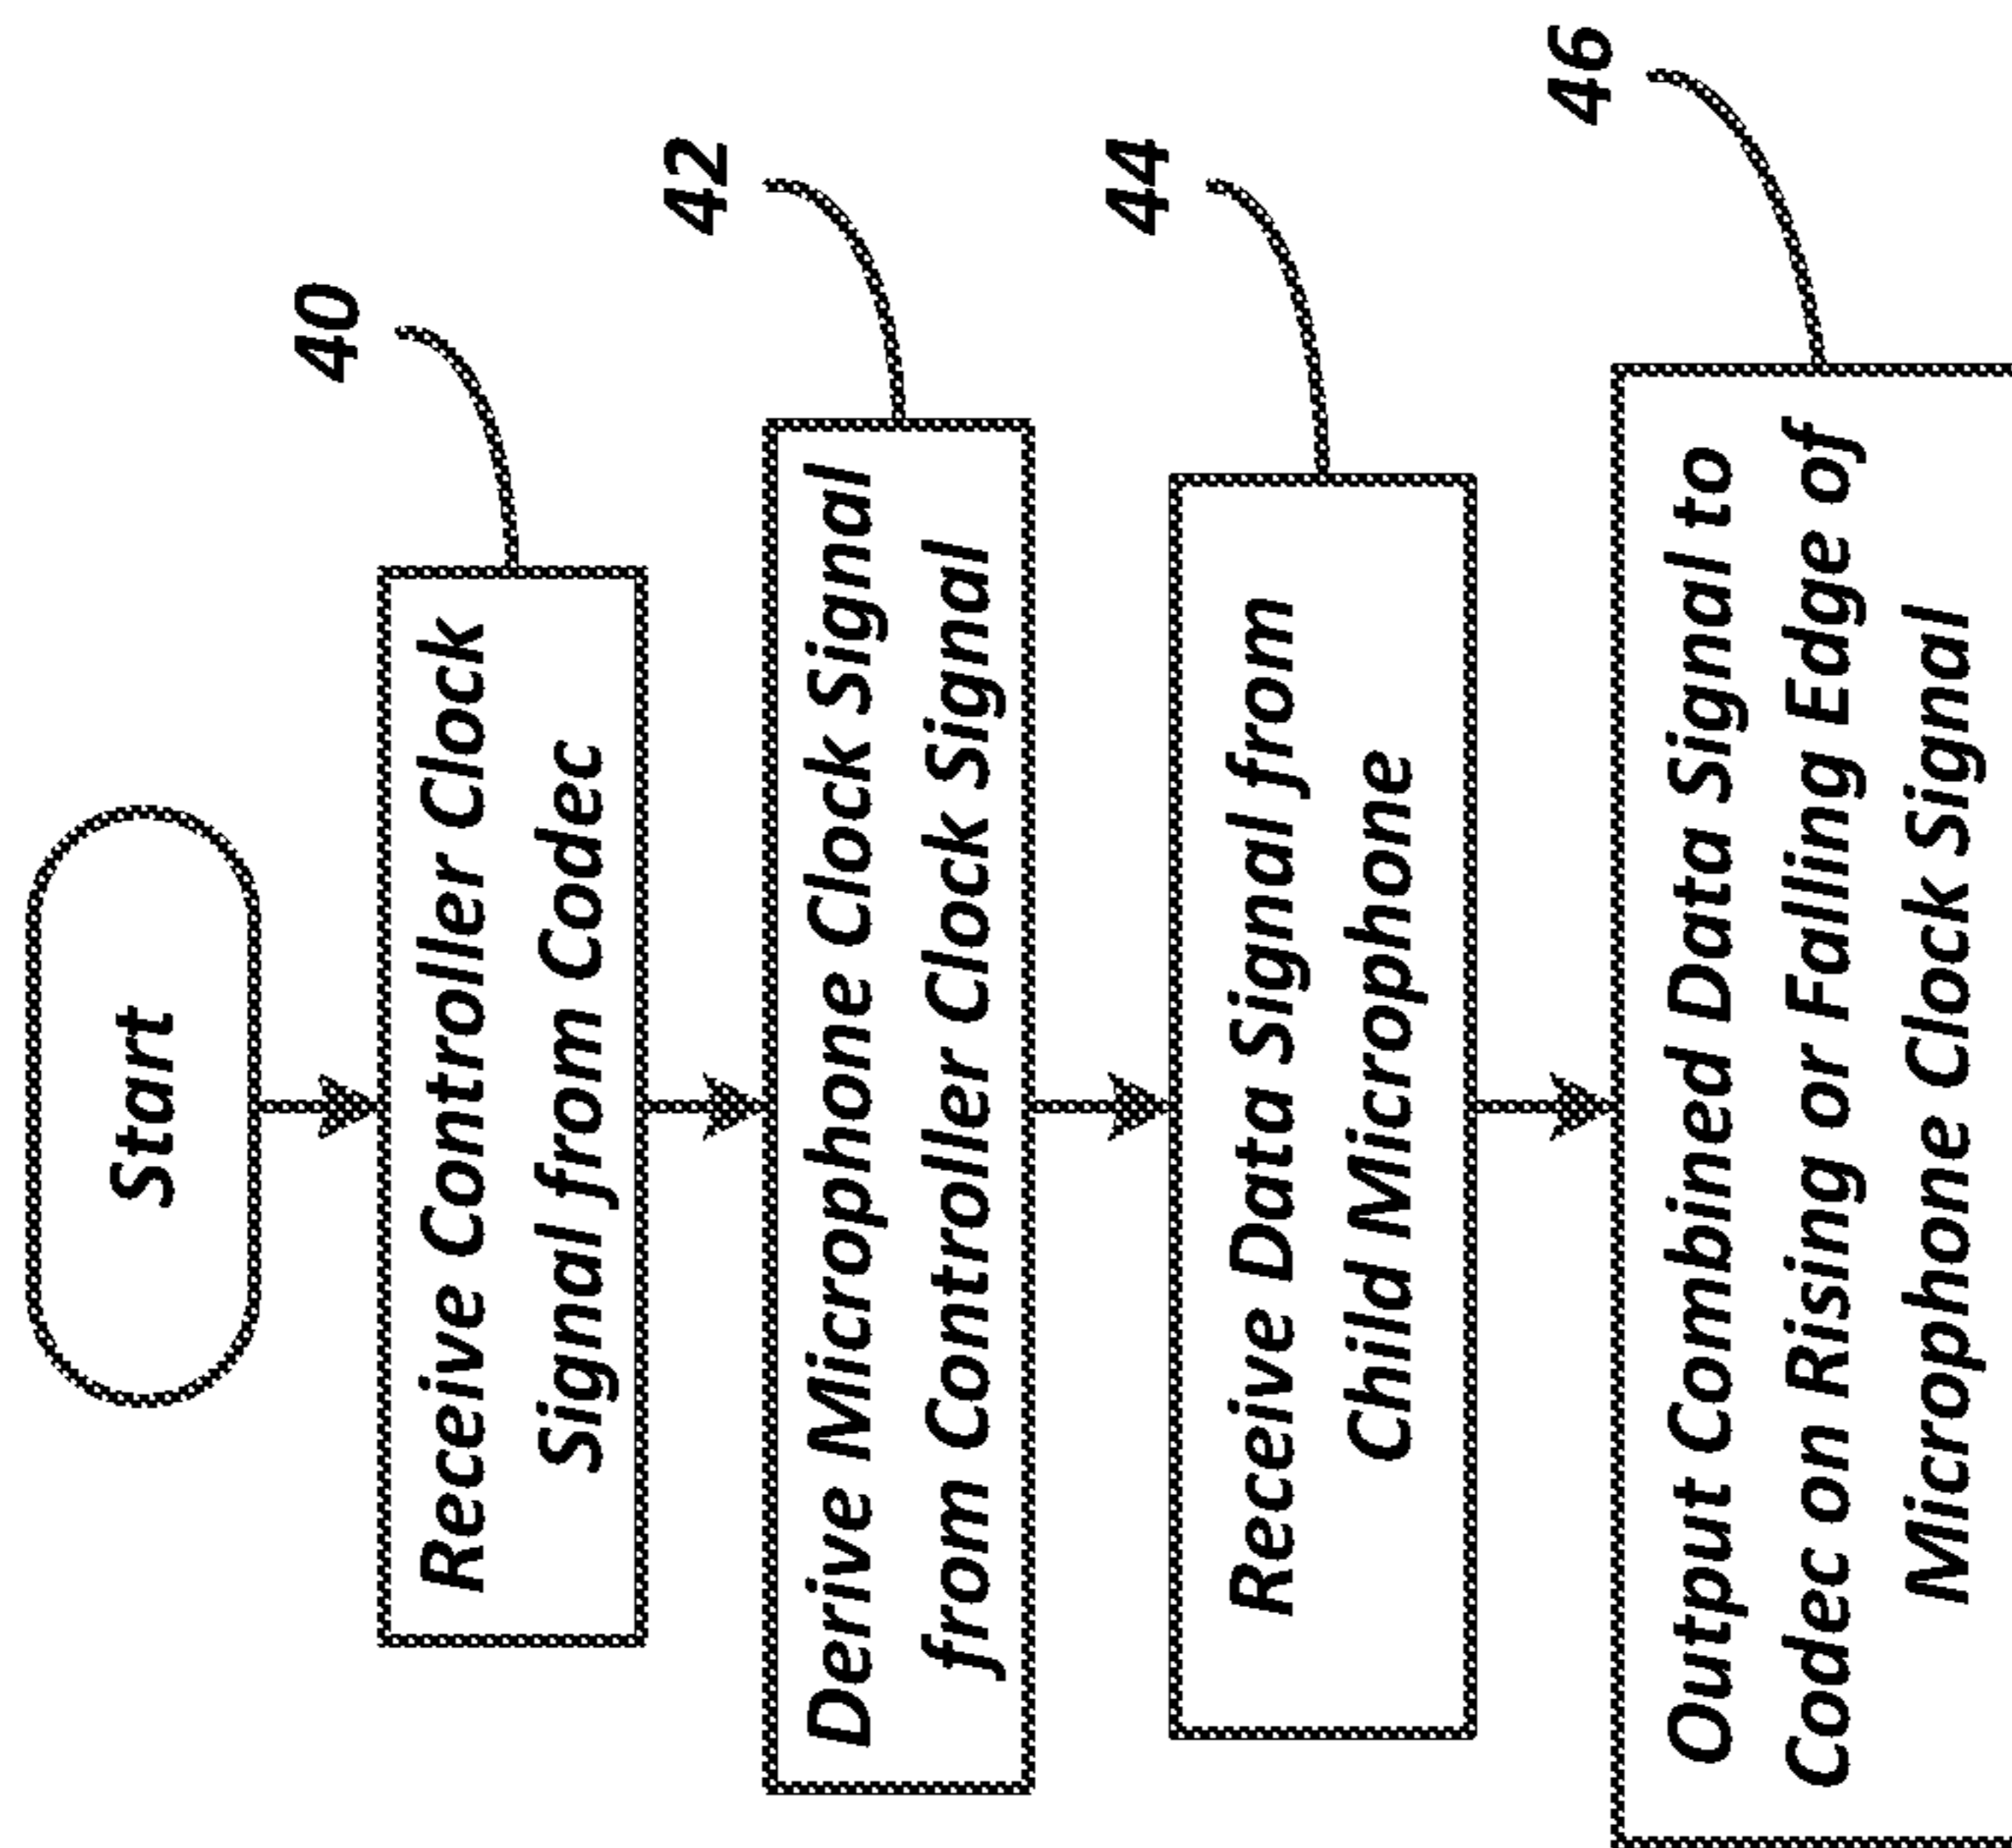 Start
40
Receive Controller Clock
Signal from Codec
42
Derive Microphone Clock Signal
from Controller Clock Signal
44
Receive Data Signal from
Child Microphone
46
Output Combined Data Signal to
Codec on Rising or Falling Edge of
Microphone Clock Signal